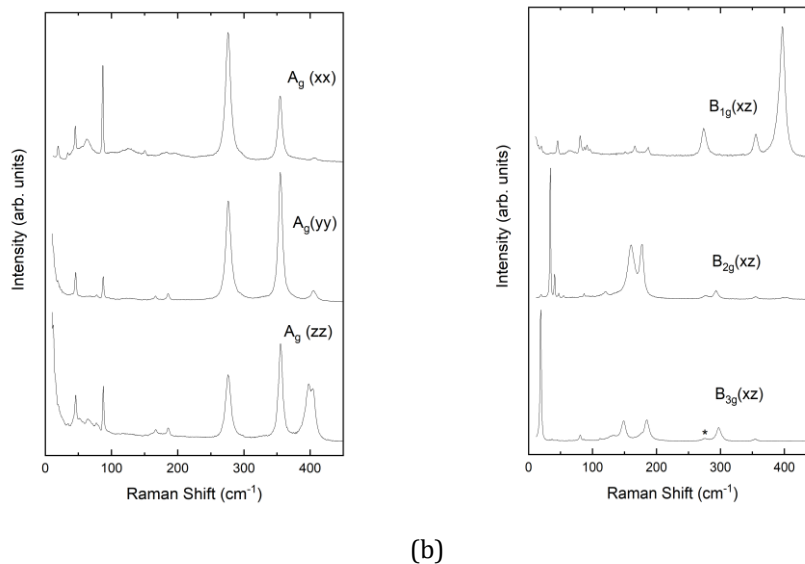 Intensity (arb. units)
A_g (xx)
A_g(yy)
A_g (zz)
0 100 200 300 400
Raman Shift (cm⁻¹)
Intensity (arb. units)
B_1g(xz)
B_2g(xz)
B_3g(xz)
*
0 100 200 300 400
Raman Shift (cm⁻¹)
(b)